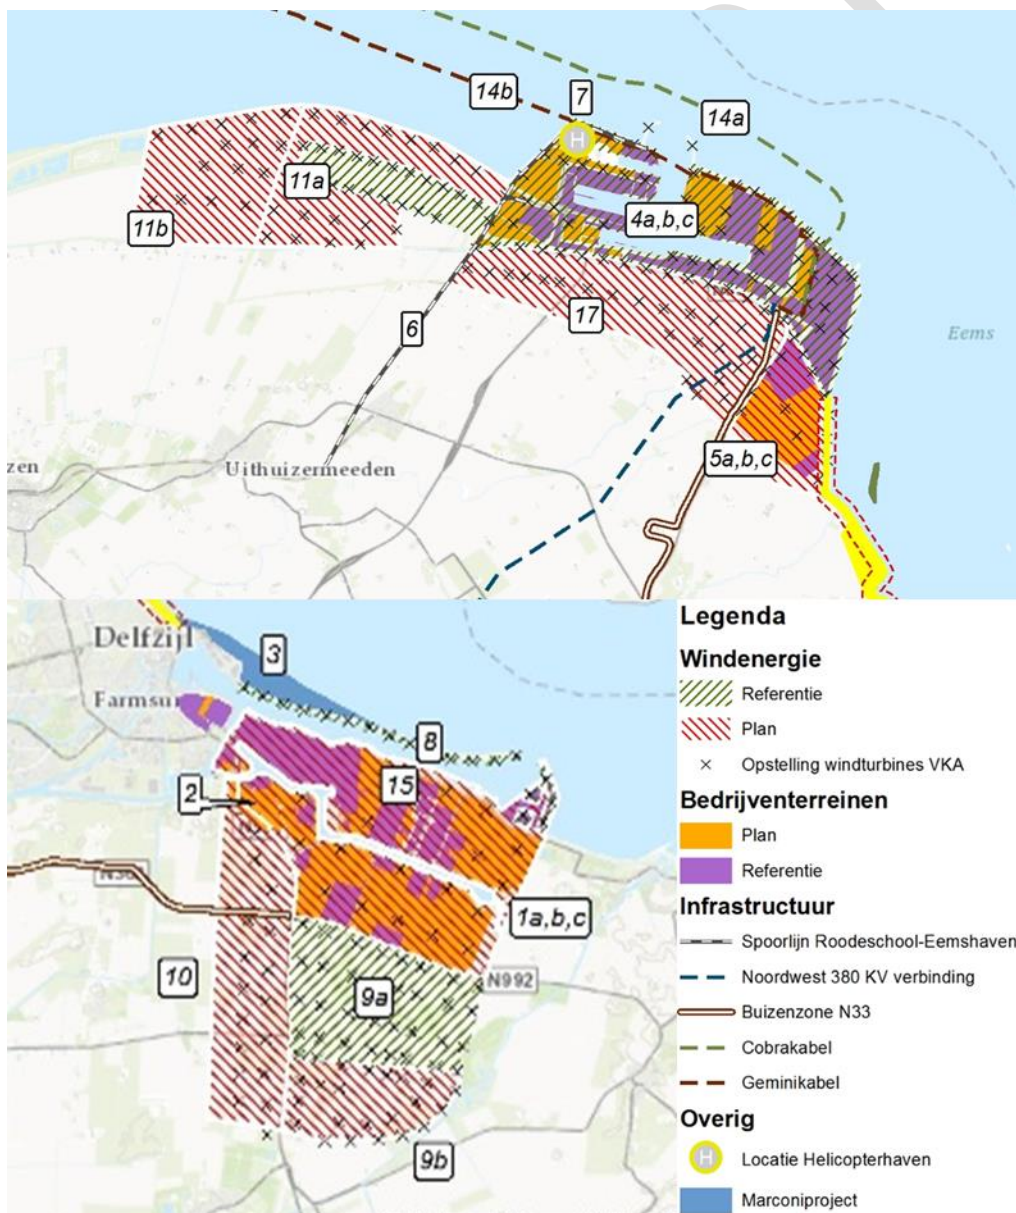 14b
7
14a
11a
11b
4a,b,c
17
6
Eems
zen
Uithuizermeeden
5a,b,c
Delfzijl
3
Farmsu
8
2
15
1a,b,c
10
9a
N992
9b
Legenda
Windenergie
Referentie
Plan
Opstelling windturbines VKA
Bedrijventerreinen
Plan
Referentie
Infrastructuur
Spoorlijn Roodeschool-Eemshaven
Noordwest 380 KV verbinding
Buizenzone N33
Cobrakabel
Geminikabel
Overig
H
Locatie Helicopterhaven
Marconiproject